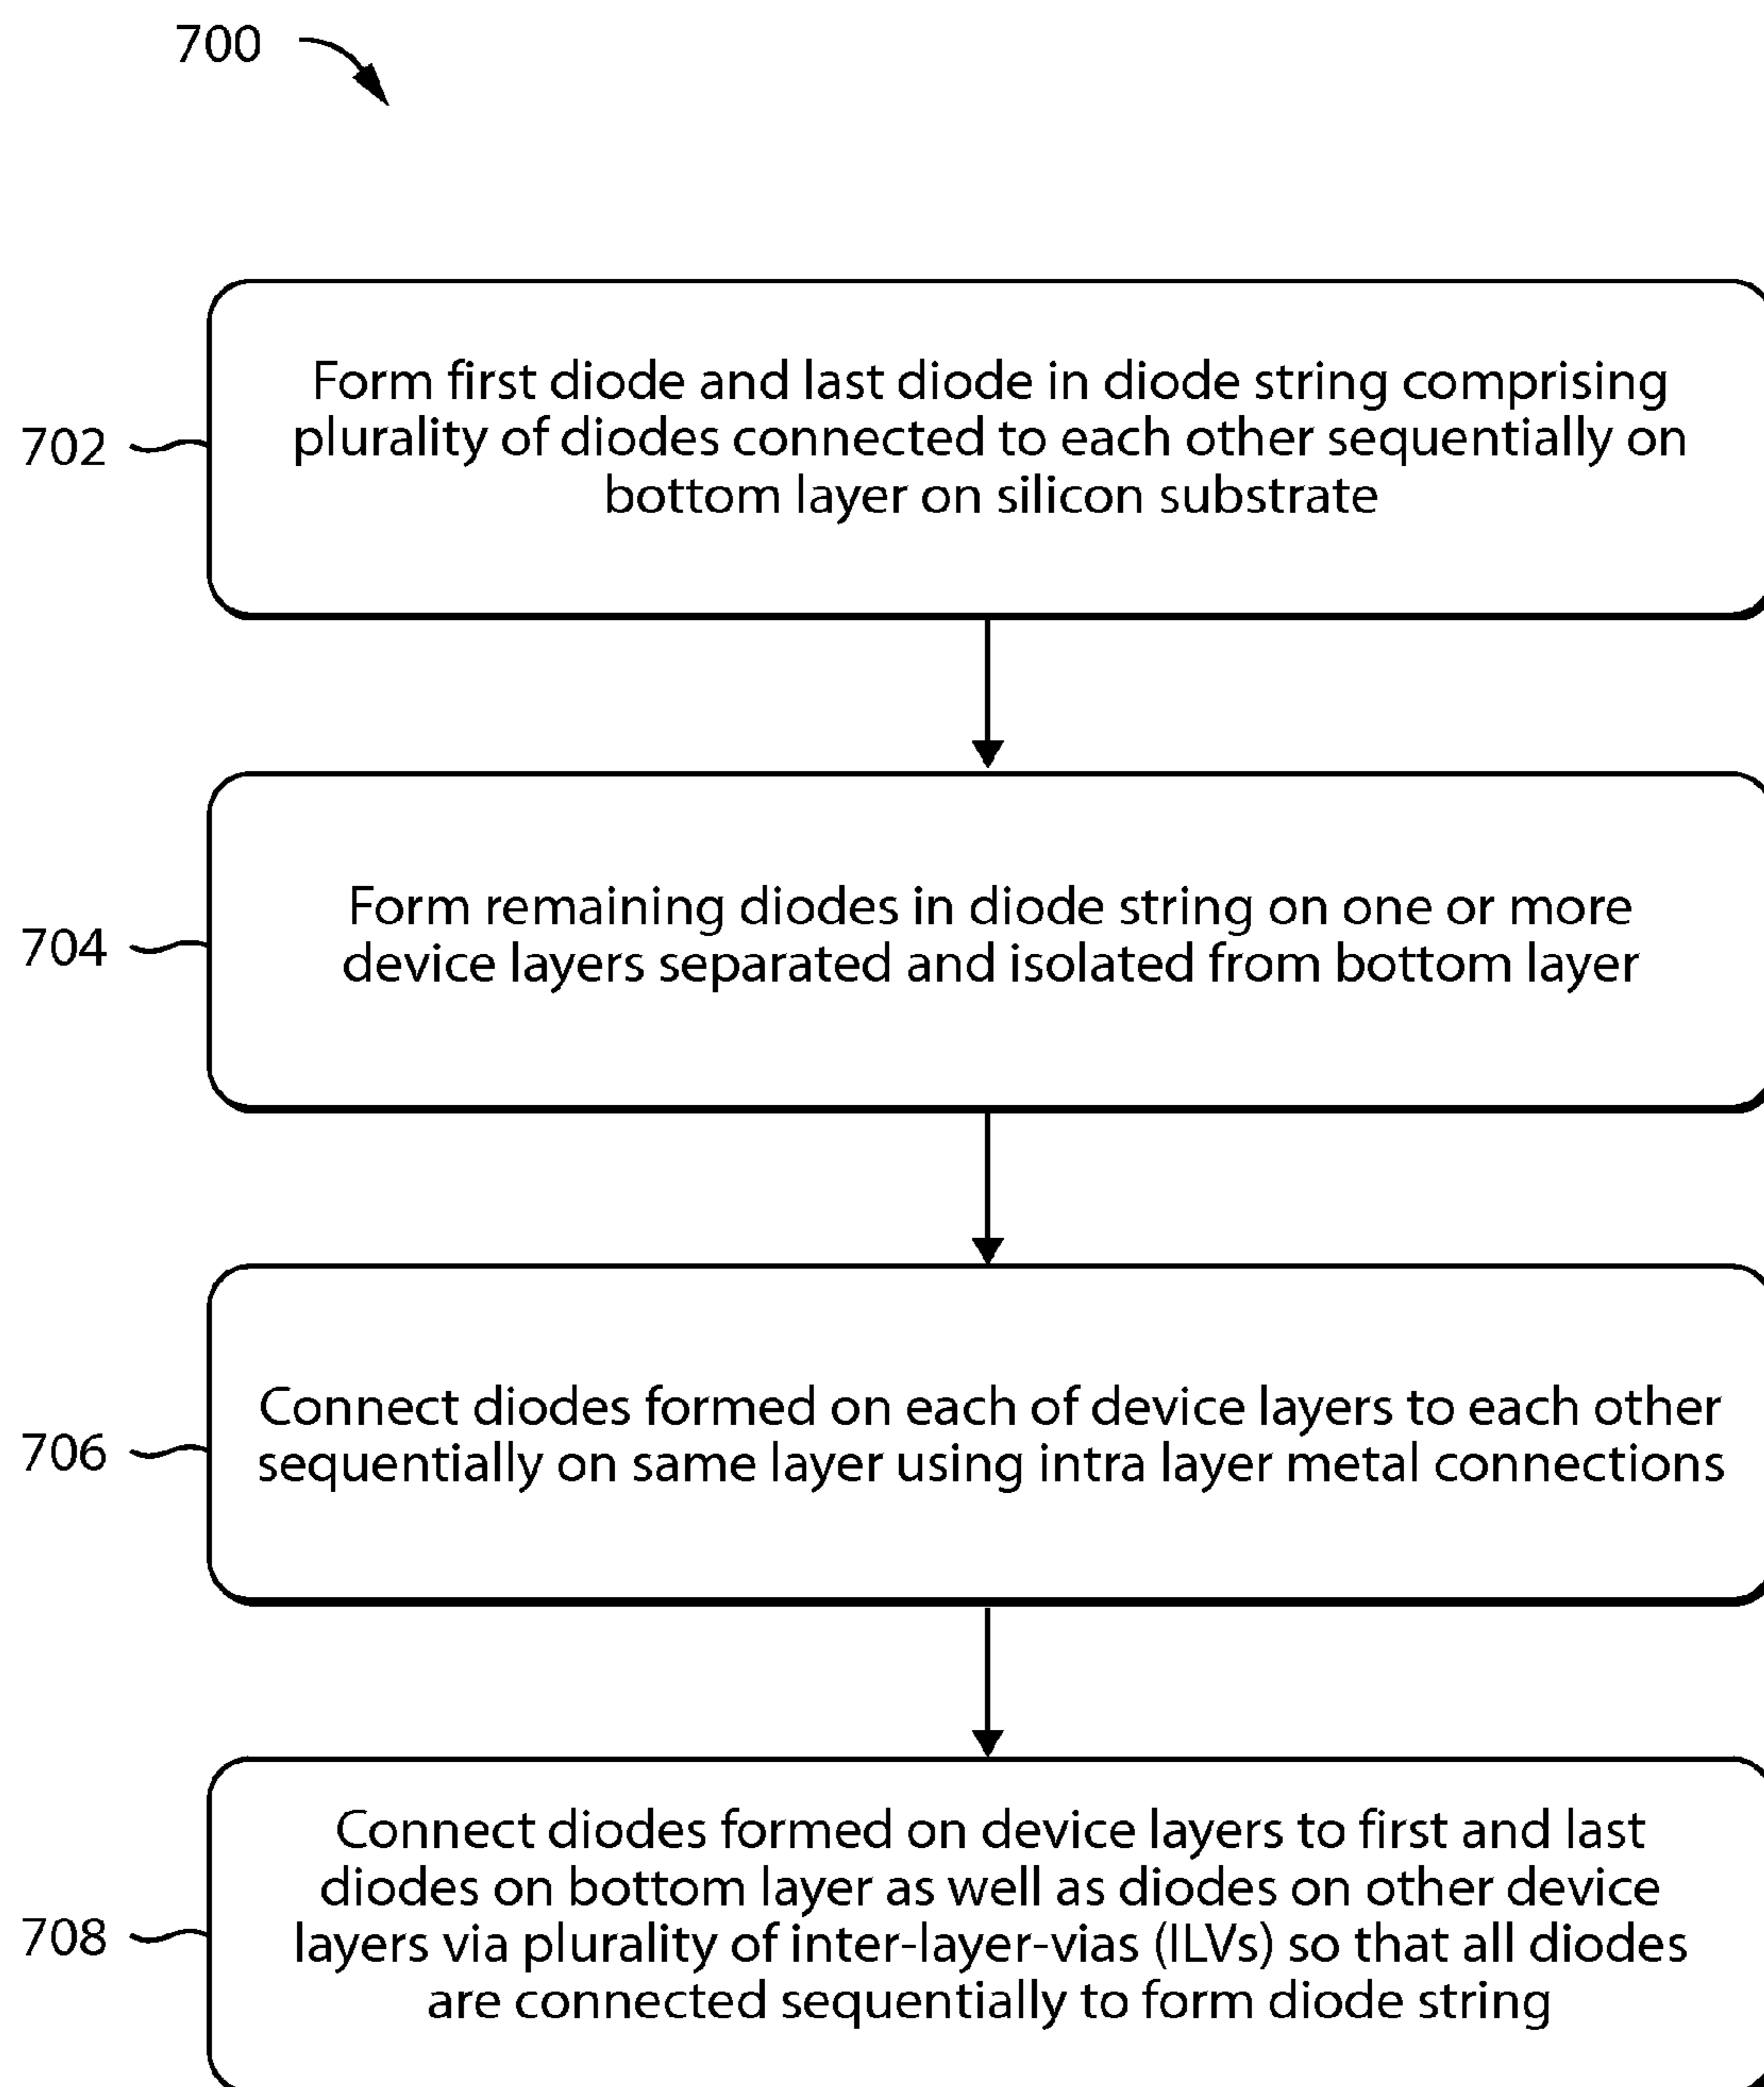 700
702
Form first diode and last diode in diode string comprising
plurality of diodes connected to each other sequentially on
bottom layer on silicon substrate
704
Form remaining diodes in diode string on one or more
device layers separated and isolated from bottom layer
706
Connect diodes formed on each of device layers to each other
sequentially on same layer using intra layer metal connections
708
Connect diodes formed on device layers to first and last
diodes on bottom layer as well as diodes on other device
layers via plurality of inter-layer-vias (ILVs) so that all diodes
are connected sequentially to form diode string